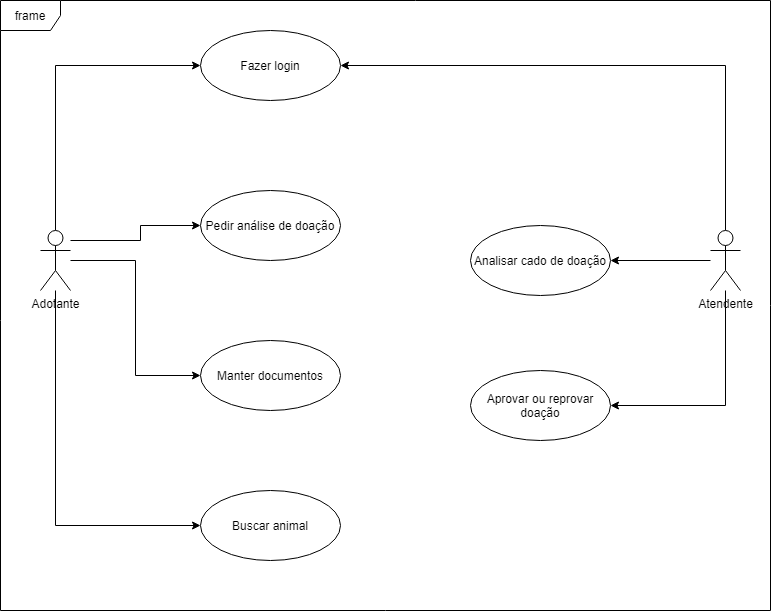 frame
Fazer login
Pedir análise de doação
Analisar cado de doação
Adotante
Atendente
Manter documentos
Aprovar ou reprovar
doação
Buscar animal